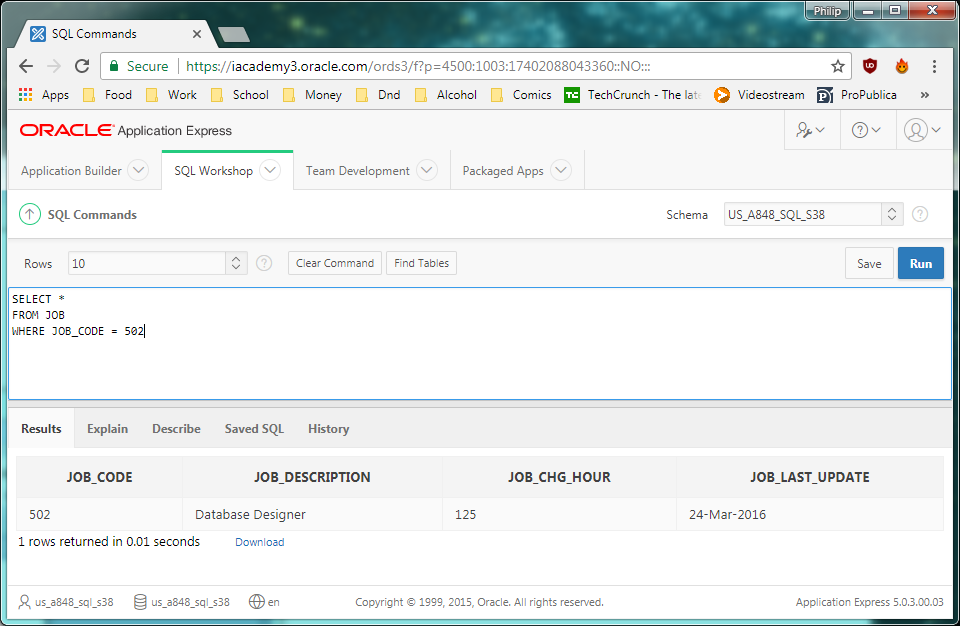 Philip
SQL Commands
Secure https://iacademy3.oracle.com/ords3/f?p=4500:1003:17402088043360::NO:::
Apps Food Work School Money Dnd Alcohol Comics TC TechCrunch - The late Videostream ProPublica »
ORACLE Application Express
Application Builder SQL Workshop Team Development Packaged Apps
SQL Commands Schema US_A848_SQL_S38 ?
Rows 10 ? Clear Command Find Tables Save Run
SELECT *
FROM JOB
WHERE JOB_CODE = 502
Results Explain Describe Saved SQL History
JOB_CODE JOB_DESCRIPTION JOB_CHG_HOUR JOB_LAST_UPDATE
502 Database Designer 125 24-Mar-2016
1 rows returned in 0.01 seconds Download
us_a848_sql_s38 us_a848_sql_s38 en Copyright © 1999, 2015, Oracle. All rights reserved. Application Express 5.0.3.00.03